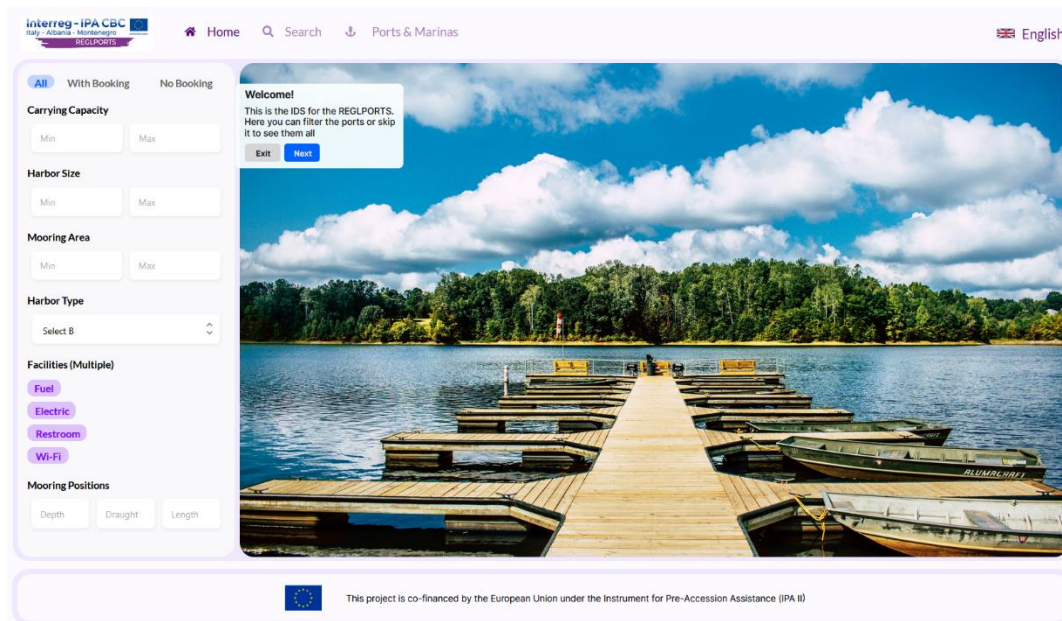 Interreg - IPA CBC
Italy - Albania - Montenegro
REGLPORTS
Home
Search
Ports & Marinas
English
All
With Booking
No Booking
Carrying Capacity
Min
Max
Harbor Size
Min
Max
Mooring Area
Min
Max
Harbor Type
Select B
Facilities (Multiple)
Fuel
Electric
Restroom
Wi-Fi
Mooring Positions
Depth
Draught
Length
Welcome!
This is the IDS for the REGLPORTS.
Here you can filter the ports or skip
it to see them all
Exit
Next
ALUMACRAFT
This project is co-financed by the European Union under the Instrument for Pre-Accession Assistance (IPA II)